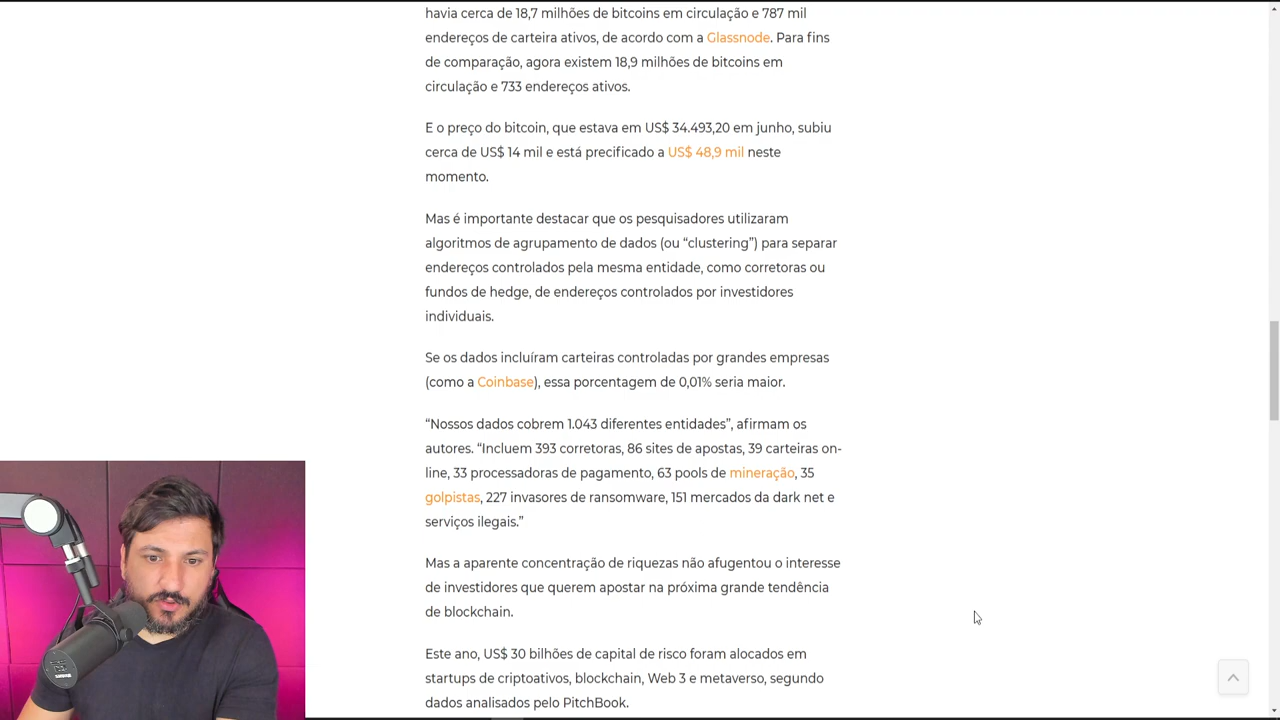 havia cerca de 18,7 milhões de bitcoins em circulação e 787 mil
endereços de carteira ativos, de acordo com a Glassnode. Para fins
de comparação, agora existem 18,9 milhões de bitcoins em
circulação e 733 endereços ativos.
E o preço do bitcoin, que estava em US$ 34.493,20 em junho, subiu
cerca de US$ 14 mil e está precificado a US$ 48,9 mil neste
momento.
Mas é importante destacar que os pesquisadores utilizaram
algoritmos de agrupamento de dados (ou “clustering”) para separar
endereços controlados pela mesma entidade, como corretoras ou
fundos de hedge, de endereços controlados por investidores
individuais.
Se os dados incluíram carteiras controladas por grandes empresas
(como a Coinbase), essa porcentagem de 0,01% seria maior.
“Nossos dados cobrem 1.043 diferentes entidades”, afirmam os
autores. “Incluem 393 corretoras, 86 sites de apostas, 39 carteiras on-
line, 33 processadoras de pagamento, 63 pools de mineração, 35
golpistas, 227 invasores de ransomware, 151 mercados da dark net e
serviços ilegais.”
Mas a aparente concentração de riquezas não afugentou o interesse
de investidores que querem apostar na próxima grande tendência
de blockchain.
Este ano, US$ 30 bilhões de capital de risco foram alocados em
startups de criptoativos, blockchain, Web 3 e metaverso, segundo
dados analisados pelo PitchBook.